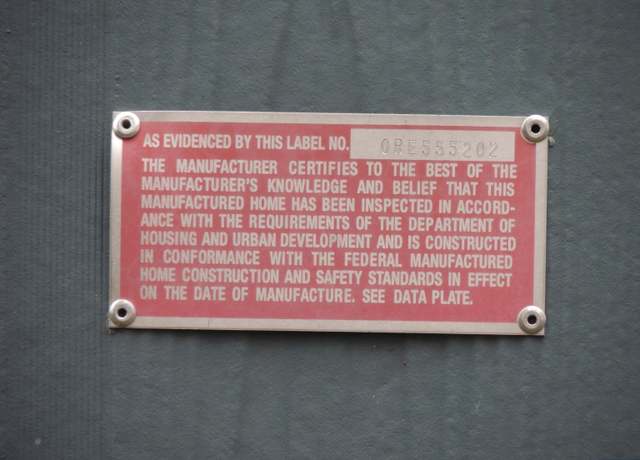 AS EVIDENCED BY THIS LABEL NO. ORE555202
THE MANUFACTURER CERTIFIES TO THE BEST OF THE
MANUFACTURER'S KNOWLEDGE AND BELIEF THAT THIS
MANUFACTURED HOME HAS BEEN INSPECTED IN ACCORD-
ANCE WITH THE REQUIREMENTS OF THE DEPARTMENT OF
HOUSING AND URBAN DEVELOPMENT AND IS CONSTRUCTED
IN CONFORMANCE WITH THE FEDERAL MANUFACTURED
HOME CONSTRUCTION AND SAFETY STANDARDS IN EFFECT
ON THE DATE OF MANUFACTURE. SEE DATA PLATE.